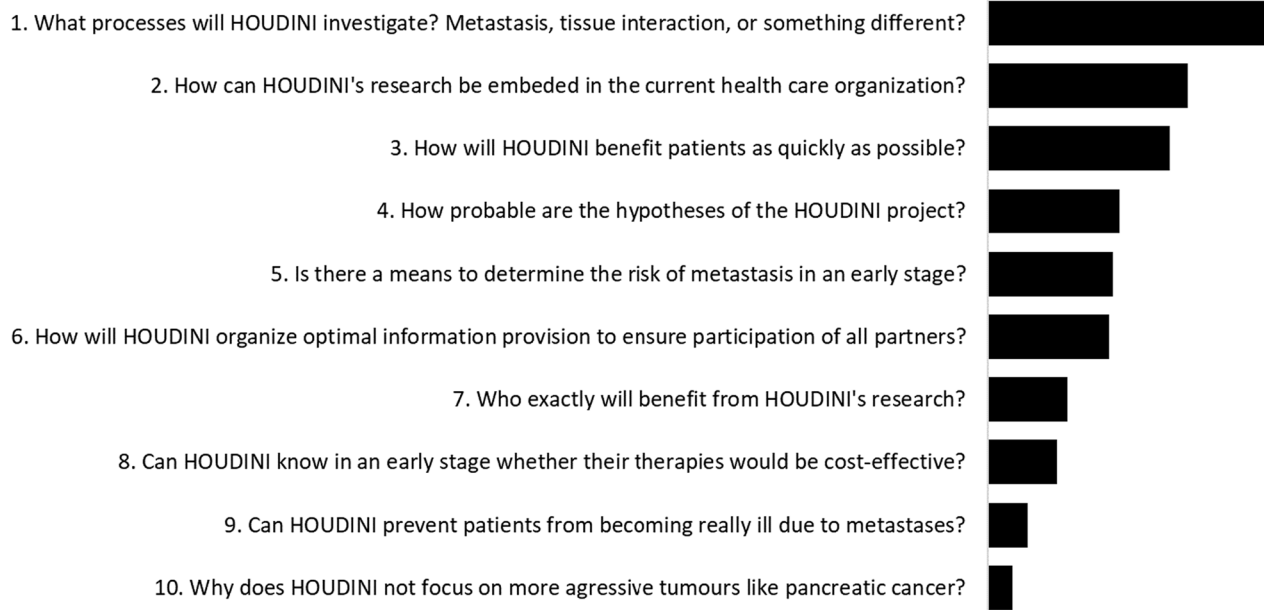 1. What processes will HOUDINI investigate? Metastasis, tissue interaction, or something different?
2. How can HOUDINI's research be embeded in the current health care organization?
3. How will HOUDINI benefit patients as quickly as possible?
4. How probable are the hypotheses of the HOUDINI project?
5. Is there a means to determine the risk of metastasis in an early stage?
6. How will HOUDINI organize optimal information provision to ensure participation of all partners?
7. Who exactly will benefit from HOUDINI's research?
8. Can HOUDINI know in an early stage whether their therapies would be cost-effective?
9. Can HOUDINI prevent patients from becoming really ill due to metastases?
10. Why does HOUDINI not focus on more agressive tumours like pancreatic cancer?